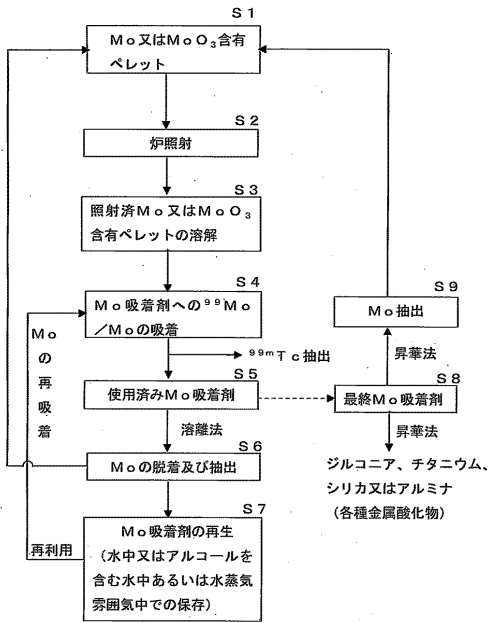 S1
Mo又はMoO₃含有
ペレット
S2
炉照射
S3
照射済Mo又はMoO₃
含有ペレットの溶解
S4
Mo吸着剤への⁹⁹Mo
/Moの吸着
⁹⁹ᵐTc抽出
S5
使用済みMo吸着剤
溶離法
S6
Moの脱着及び抽出
S7
Mo吸着剤の再生
(水中又はアルコールを
含む水中あるいは水蒸気
雰囲気中での保存)
Moの再吸着
再利用
S9
Mo抽出
昇華法
S8
最終Mo吸着剤
昇華法
ジルコニア、チタニウム、
シリカ又はアルミナ
(各種金属酸化物)